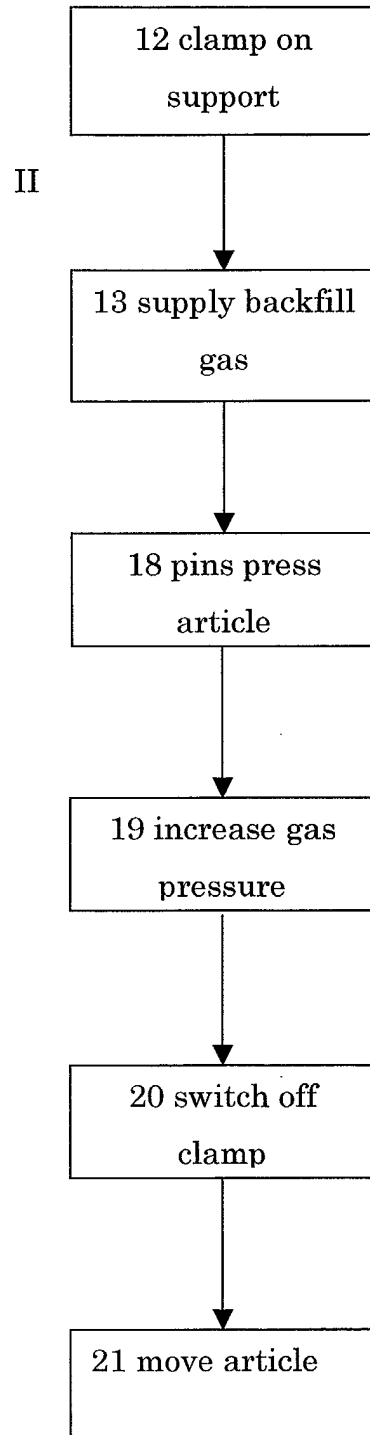 12 clamp on
support
II
13 supply backfill
gas
18 pins press
article
19 increase gas
pressure
20 switch off
clamp
21 move article